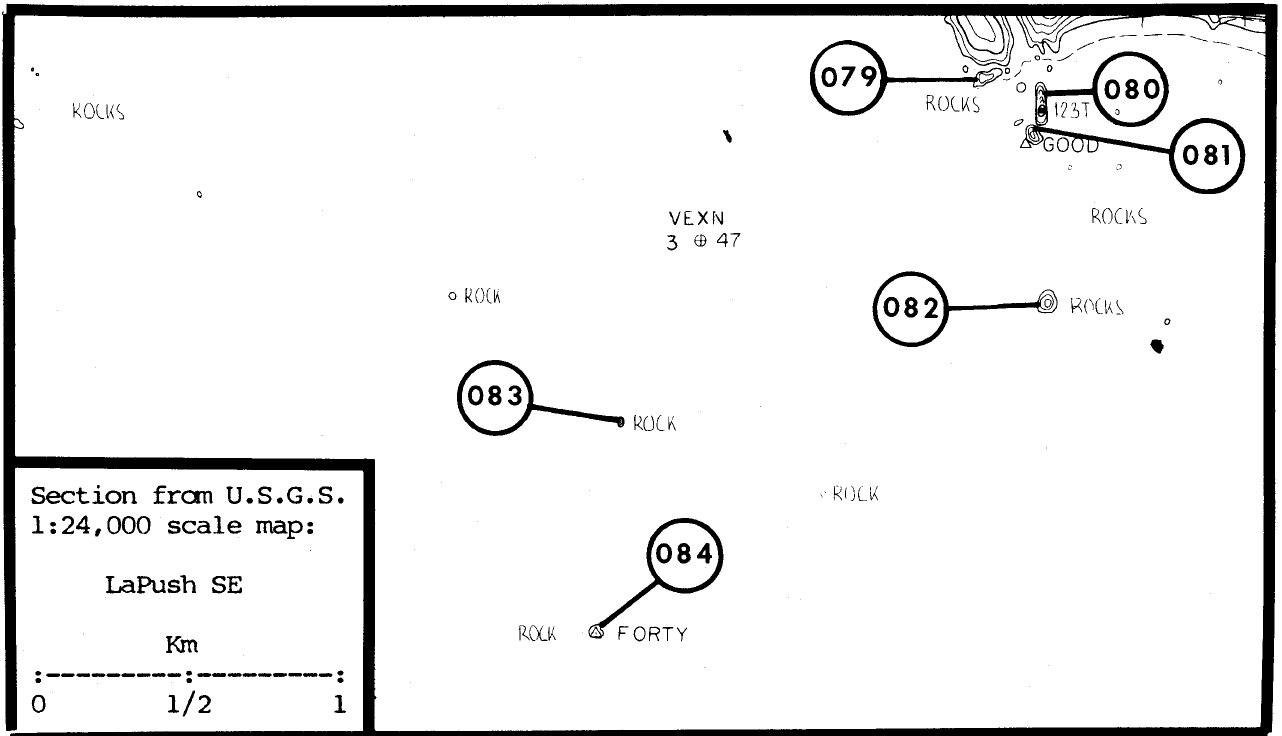 079
080
ROCKS
123T
ROCKS
GOOD
081
VEXN
3 ⊕ 47
ROCKS
ROCK
082
ROCKS
083
ROCK
ROCK
084
ROCK
FORTY
Section from U.S.G.S.
1:24,000 scale map:
LaPush SE
Km
0 1/2 1